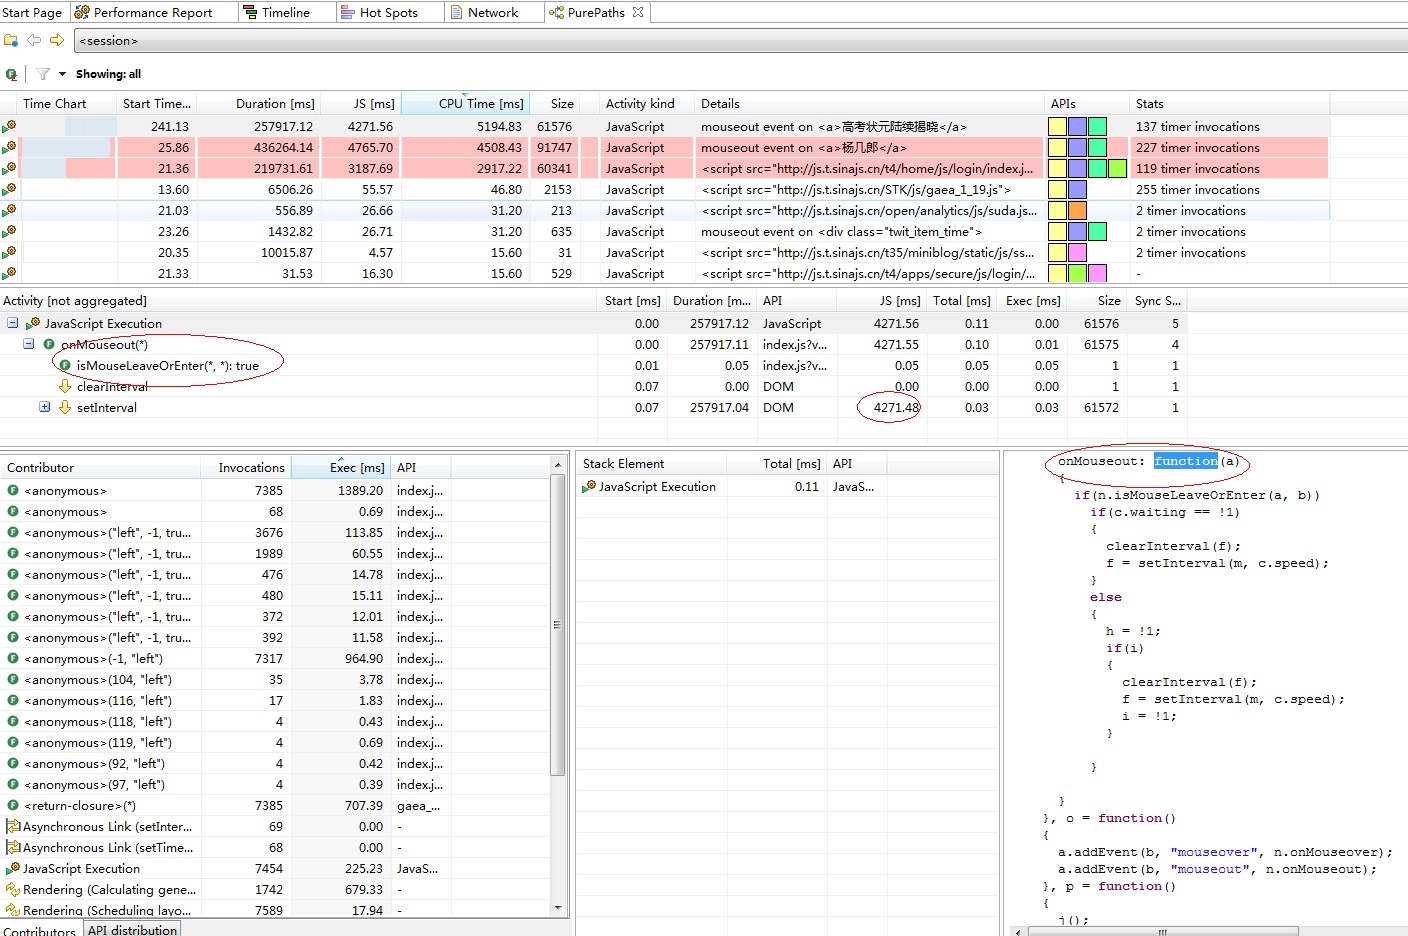 Start Page Performance Report Timeline Hot Spots Network PurePaths
<session>
Showing: all
Time Chart Start Time... Duration [ms] JS [ms] CPU Time [ms] Size Activity kind Details APIs Stats
241.13 257917.12 4271.56 5194.83 61576 JavaScript mouseout event on <a>高考状元陆续揭晓</a> 137 timer invocations
25.86 436264.14 4765.70 4508.43 91747 JavaScript mouseout event on <a>杨几郎</a> 227 timer invocations
21.36 219731.61 3187.69 2917.22 60341 JavaScript <script src="http://js.t.sinajs.cn/t4/home/js/login/index.j... 119 timer invocations
13.60 6506.26 55.57 46.80 2153 JavaScript <script src="http://js.t.sinajs.cn/STK/js/gaea_1_19.js"> 255 timer invocations
21.03 556.89 26.66 31.20 213 JavaScript <script src="http://js.t.sinajs.cn/open/analytics/js/suda.js... 2 timer invocations
23.26 1432.82 26.71 31.20 635 JavaScript mouseout event on <div class="twit_item_time"> 2 timer invocations
20.35 10015.87 4.57 15.60 31 JavaScript <script src="http://js.t.sinajs.cn/t35/miniblog/static/js/ss... 2 timer invocations
21.33 31.53 16.30 15.60 529 JavaScript <script src="http://js.t.sinajs.cn/t4/apps/secure/js/login/... -
Activity [not aggregated] Start [ms] Duration [m... API JS [ms] Total [ms] Exec [ms] Size Sync S...
JavaScript Execution 0.00 257917.12 JavaScript 4271.56 0.11 0.00 61576 5
onMouseout(*) 0.00 257917.11 index.js?v... 4271.55 0.10 0.01 61575 4
isMouseLeaveOrEnter(*, *): true 0.01 0.05 index.js?v... 0.05 0.05 0.05 1 1
clearInterval 0.07 0.00 DOM 0.00 0.00 0.00 1 1
setInterval 0.07 257917.04 DOM 4271.48 0.03 0.03 61572 1
Contributor Invocations Exec [ms] API
<anonymous> 7385 1389.20 index.j...
<anonymous> 68 0.69 index.j...
<anonymous>("left", -1, tru... 3676 113.85 index.j...
<anonymous>("left", -1, tru... 1989 60.55 index.j...
<anonymous>("left", -1, tru... 476 14.78 index.j...
<anonymous>("left", -1, tru... 480 15.11 index.j...
<anonymous>("left", -1, tru... 372 12.01 index.j...
<anonymous>("left", -1, tru... 392 11.58 index.j...
<anonymous>(-1, "left") 7317 964.90 index.j...
<anonymous>(104, "left") 35 3.78 index.j...
<anonymous>(116, "left") 17 1.83 index.j...
<anonymous>(118, "left") 4 0.43 index.j...
<anonymous>(119, "left") 4 0.69 index.j...
<anonymous>(92, "left") 4 0.42 index.j...
<anonymous>(97, "left") 4 0.39 index.j...
<return-closure>(*) 7385 707.39 gaea_...
Asynchronous Link (setInter... 69 0.00 -
Asynchronous Link (setTime... 68 0.00 -
JavaScript Execution 7454 225.23 JavaS...
Rendering (Calculating gene... 1742 679.33 -
Rendering (Scheduling layo... 7589 17.94 -
Contributors API distribution
Stack Element Total [ms] API
JavaScript Execution 0.11 JavaS...
onMouseout: function(a)
{
if(n.isMouseLeaveOrEnter(a, b))
if(c.waiting == !1)
{
clearInterval(f);
f = setInterval(m, c.speed);
}
else
{
h = !1;
if(i)
{
clearInterval(f);
f = setInterval(m, c.speed);
i = !1;
}
}
}
}, o = function()
{
a.addEvent(b, "mouseover", n.onMouseover);
a.addEvent(b, "mouseout", n.onMouseout);
}, p = function()
{
j();